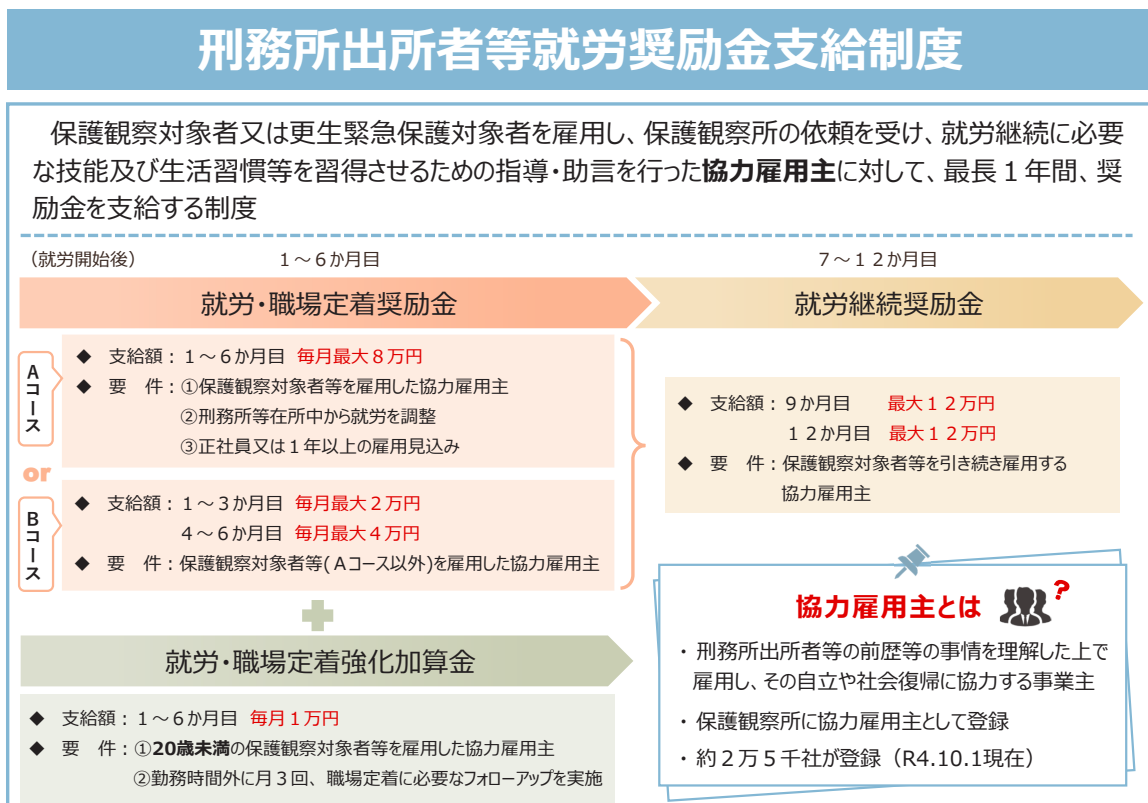 刑務所出所者等就労奨励金支給制度
保護観察対象者又は更生緊急保護対象者を雇用し、保護観察所の依頼を受け、就労継続に必要
な技能及び生活習慣等を習得させるための指導・助言を行った協力雇用主に対して、最長１年間、奨
励金を支給する制度
（就労開始後） １～６か月目 ７～１２か月目
就労・職場定着奨励金 就労継続奨励金
Aコース
◆ 支給額：１～６か月目 毎月最大８万円
◆ 要 件：①保護観察対象者等を雇用した協力雇用主
②刑務所等在所中から就労を調整
③正社員又は１年以上の雇用見込み
or
Bコース
◆ 支給額：１～３か月目 毎月最大２万円
４～６か月目 毎月最大４万円
◆ 要 件：保護観察対象者等(Ａコース以外)を雇用した協力雇用主
◆ 支給額：９か月目 最大１２万円
１２か月目 最大１２万円
◆ 要 件：保護観察対象者等を引き続き雇用する
協力雇用主
就労・職場定着強化加算金
◆ 支給額：１～６か月目 毎月１万円
◆ 要 件：①20歳未満の保護観察対象者等を雇用した協力雇用主
②勤務時間外に月３回、職場定着に必要なフォローアップを実施
協力雇用主とは ?
・刑務所出所者等の前歴等の事情を理解した上で
雇用し、その自立や社会復帰に協力する事業主
・保護観察所に協力雇用主として登録
・約２万５千社が登録（R4.10.1現在）